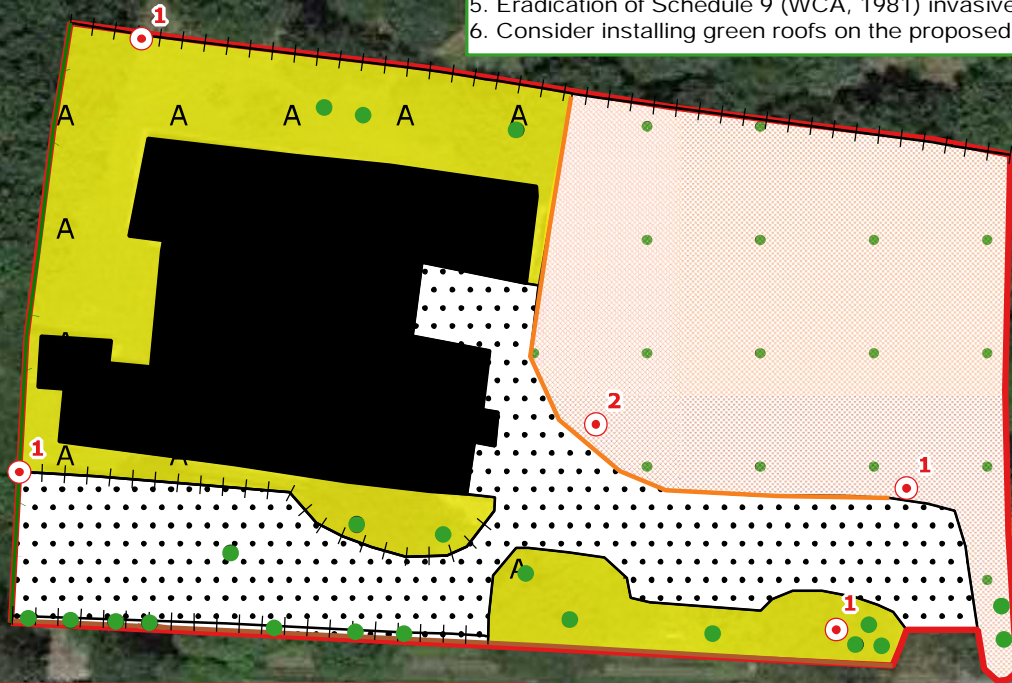 5. Eradication of Schedule 9 (WCA, 1981) invasive
6. Consider installing green roofs on the proposed
1
A A A A A
A
2
1
A A
1
A
1